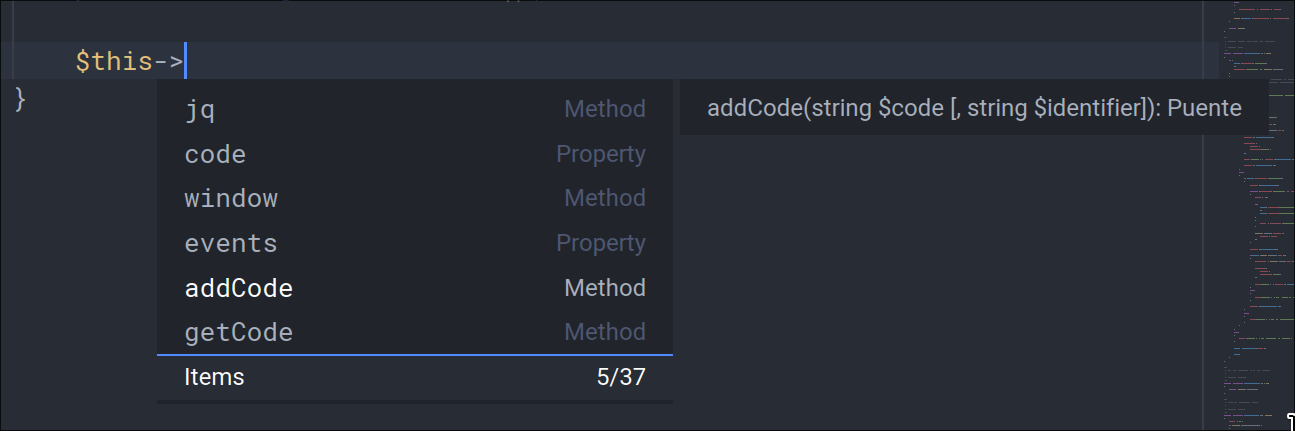 $this->
}
jq Method
code Property
window Method
events Property
addCode Method
getCode Method
Items 5/37
addCode(string $code [, string $identifier]): Puente